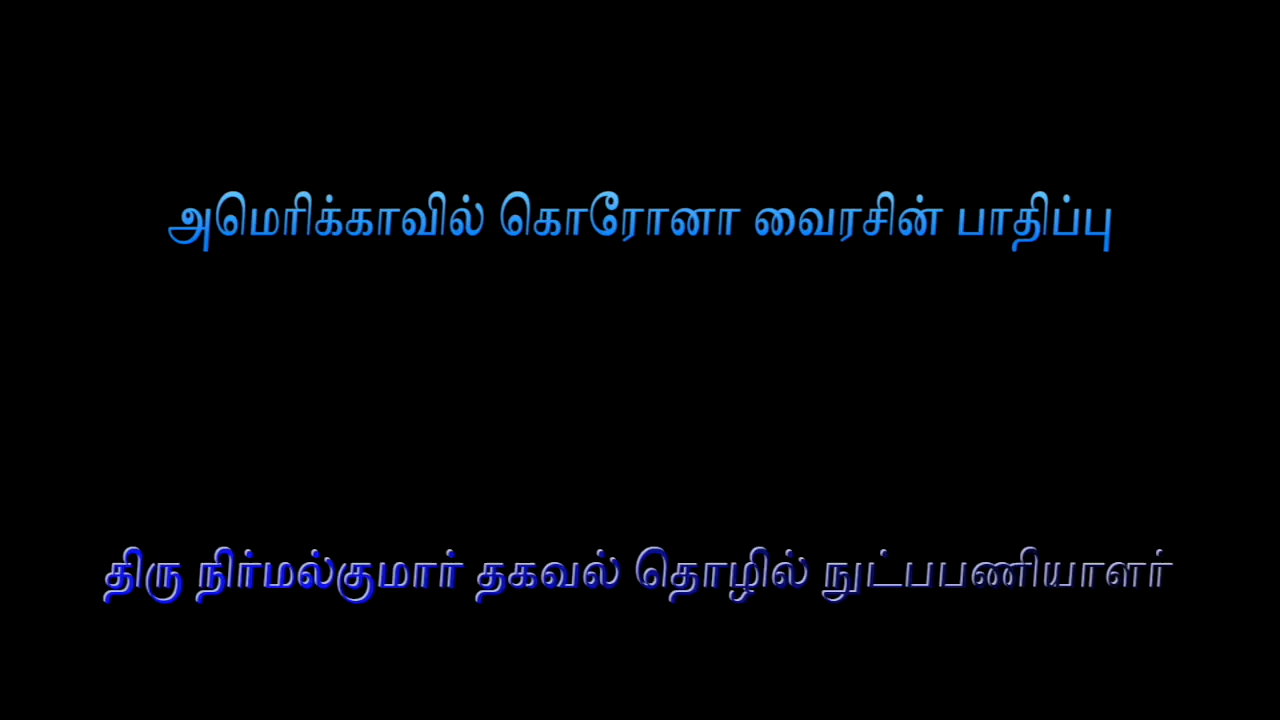 அமெரிக்காவில் கொரோனா வைரசின் பாதிப்பு
திரு நிர்மல்குமார் தகவல் தொழில் நுட்பபணியாளர்